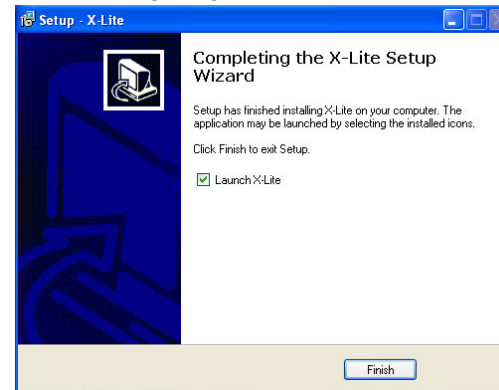 Setup - X-Lite
Completing the X-Lite Setup
Wizard
Setup has finished installing X-Lite on your computer. The
application may be launched by selecting the installed icons.
Click Finish to exit Setup.
Launch X-Lite
Finish